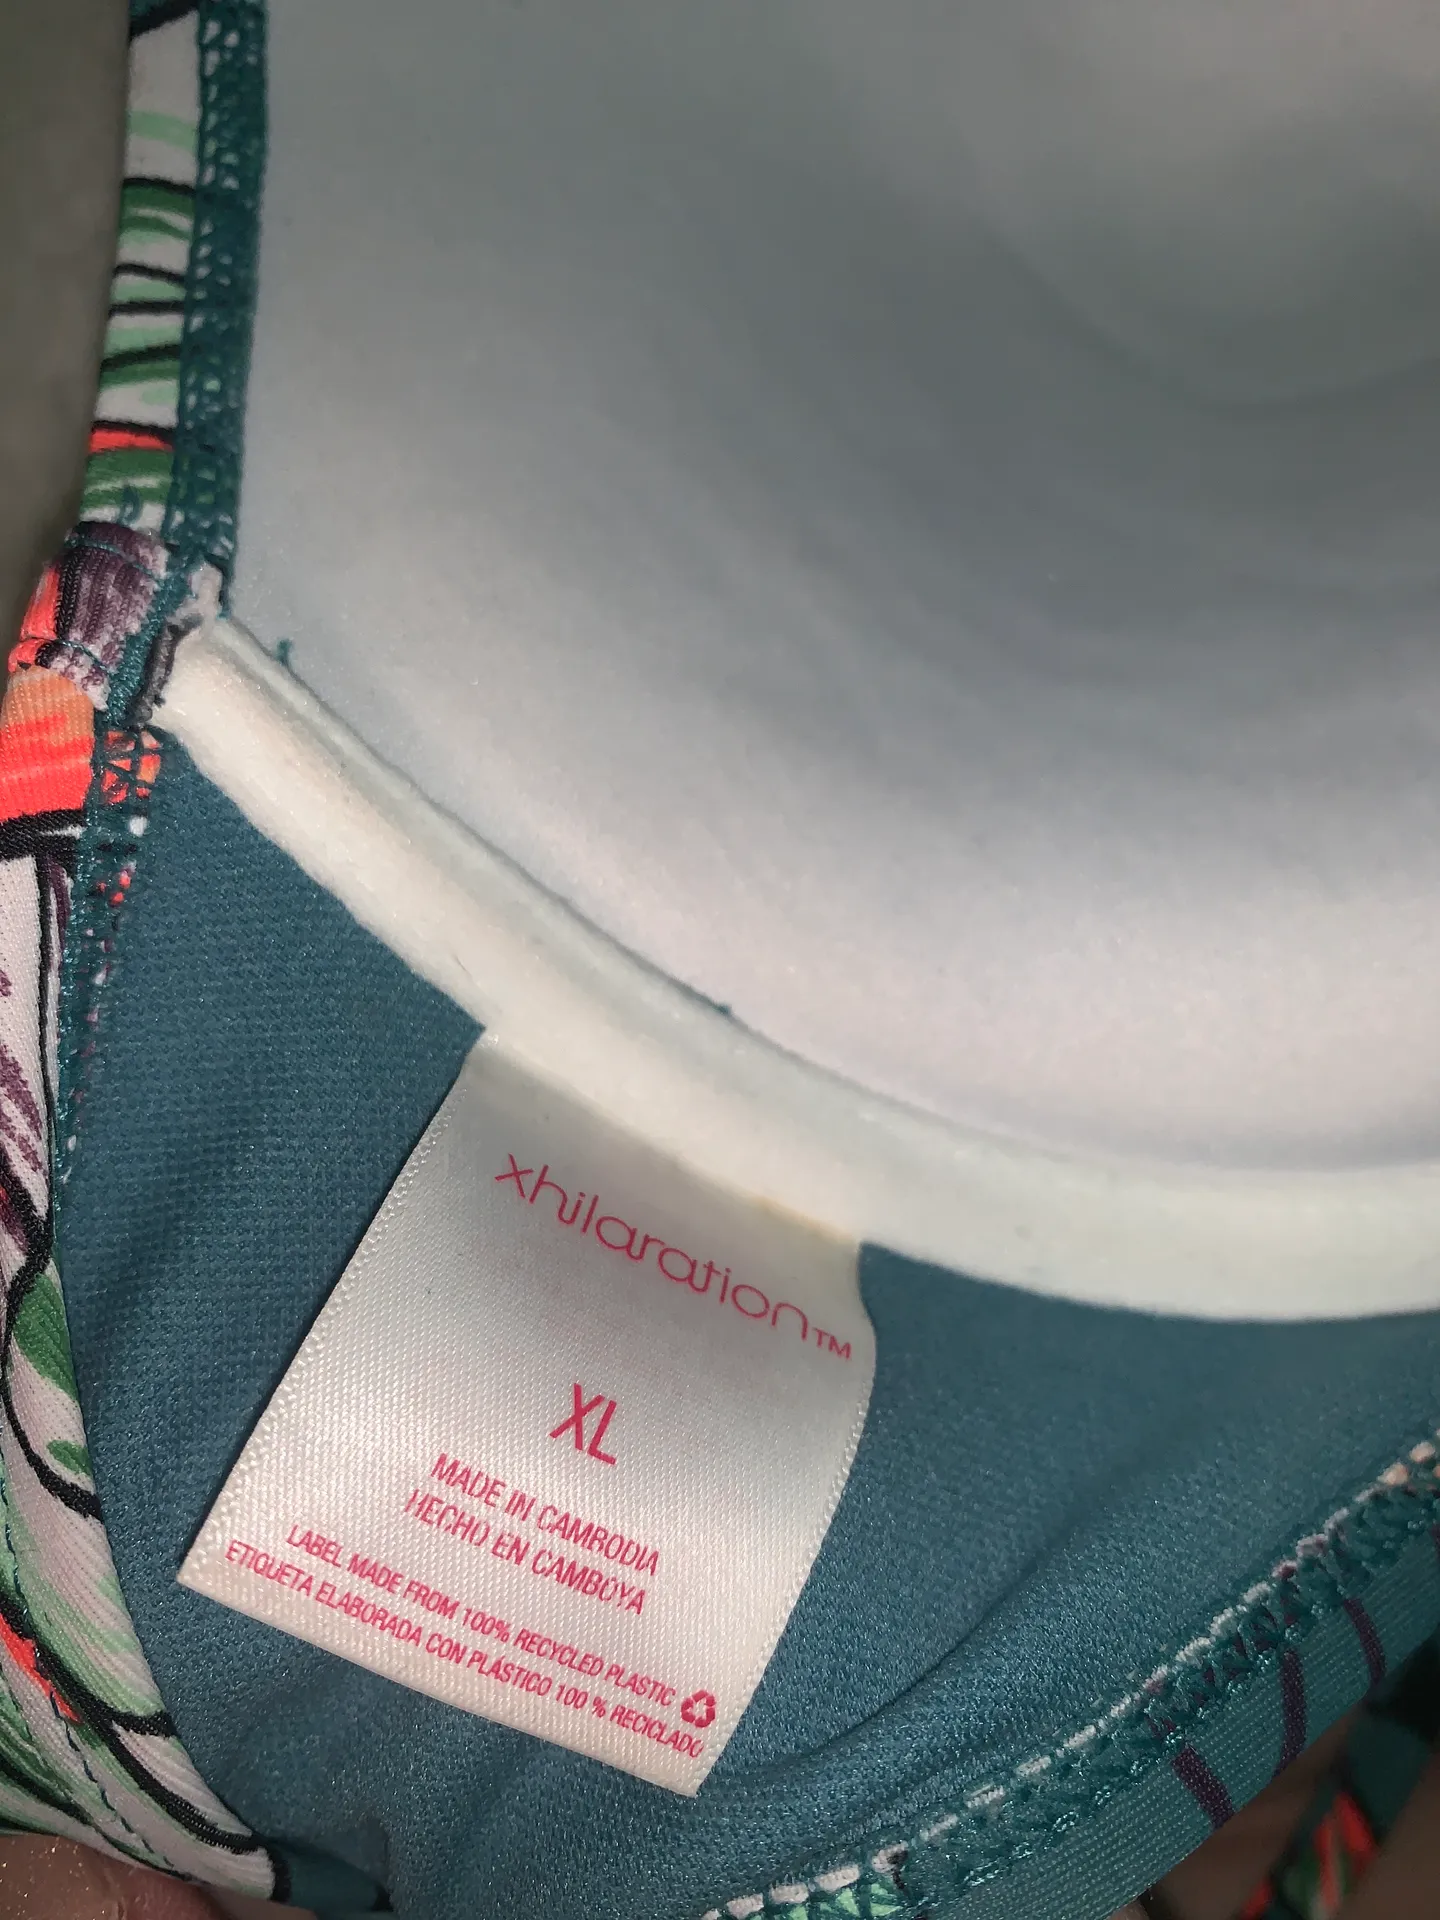 xhilaration™
XL
MADE IN CAMBODIA
HECHO EN CAMBOYA
LABEL MADE FROM 100% RECYCLED PLASTIC
ETIQUETA ELABORADA CON PLÁSTICO 100 % RECICLADO